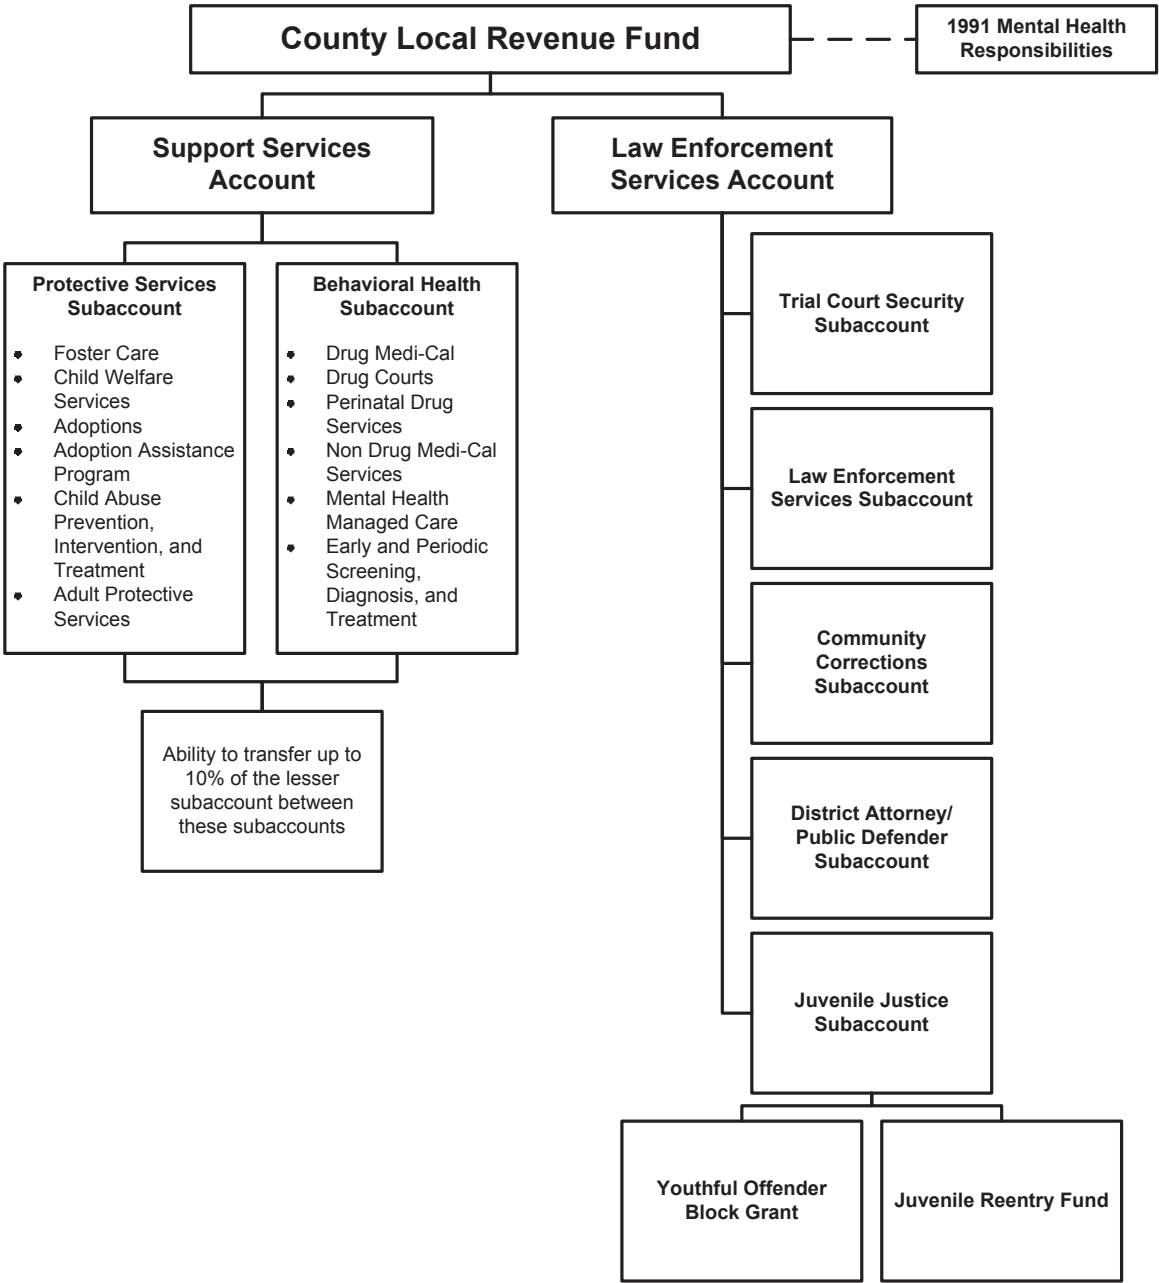 County Local Revenue Fund
1991 Mental Health
Responsibilities
Support Services
Account
Law Enforcement
Services Account
Protective Services
Subaccount
• Foster Care
• Child Welfare
Services
• Adoptions
• Adoption Assistance
Program
• Child Abuse
Prevention,
Intervention, and
Treatment
• Adult Protective
Services
Behavioral Health
Subaccount
• Drug Medi-Cal
• Drug Courts
• Perinatal Drug
Services
• Non Drug Medi-Cal
Services
• Mental Health
Managed Care
• Early and Periodic
Screening,
Diagnosis, and
Treatment
Ability to transfer up to
10% of the lesser
subaccount between
these subaccounts
Trial Court Security
Subaccount
Law Enforcement
Services Subaccount
Community
Corrections
Subaccount
District Attorney/
Public Defender
Subaccount
Juvenile Justice
Subaccount
Youthful Offender
Block Grant
Juvenile Reentry Fund